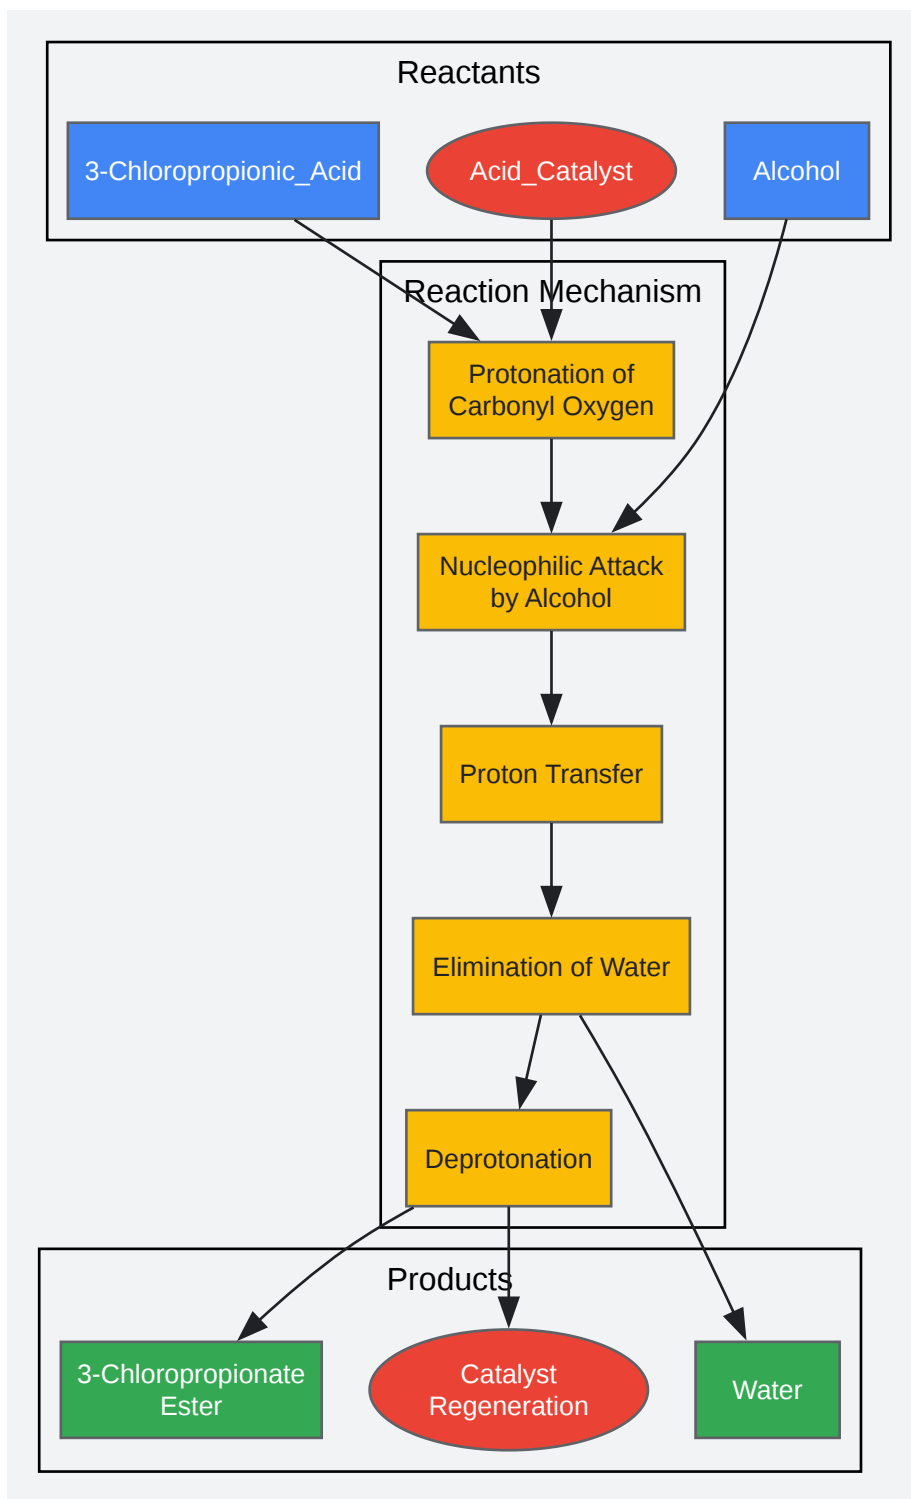 Reactants
3-Chloropropionic_Acid
Acid_Catalyst
Alcohol
Reaction Mechanism
Protonation of
Carbonyl Oxygen
Nucleophilic Attack
by Alcohol
Proton Transfer
Elimination of Water
Deprotonation
Products
3-Chloropropionate
Ester
Catalyst
Regeneration
Water